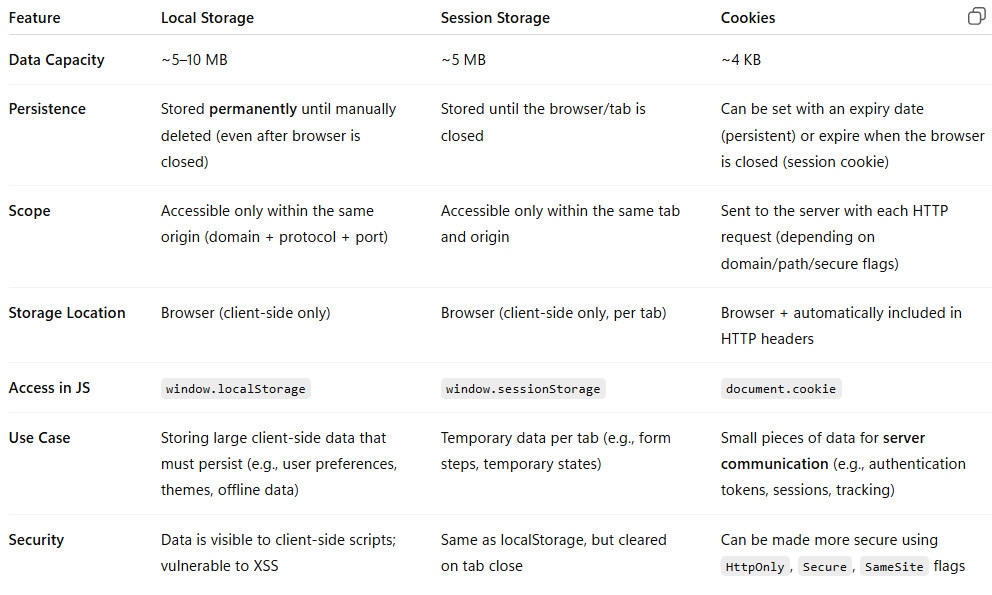 Feature Local Storage Session Storage Cookies
Data Capacity ~5–10 MB ~5 MB ~4 KB
Persistence Stored permanently until manually Stored until the browser/tab is Can be set with an expiry date
deleted (even after browser is closed (persistent) or expire when the browser
closed) is closed (session cookie)
Scope Accessible only within the same Accessible only within the same tab Sent to the server with each HTTP
origin (domain + protocol + port) and origin request (depending on
domain/path/secure flags)
Storage Location Browser (client-side only) Browser (client-side only, per tab) Browser + automatically included in
HTTP headers
Access in JS window.localStorage window.sessionStorage document.cookie
Use Case Storing large client-side data that Temporary data per tab (e.g., form Small pieces of data for server
must persist (e.g., user preferences, steps, temporary states) communication (e.g., authentication
themes, offline data) tokens, sessions, tracking)
Security Data is visible to client-side scripts; Same as localStorage, but cleared Can be made more secure using
vulnerable to XSS on tab close HttpOnly, Secure, SameSite flags